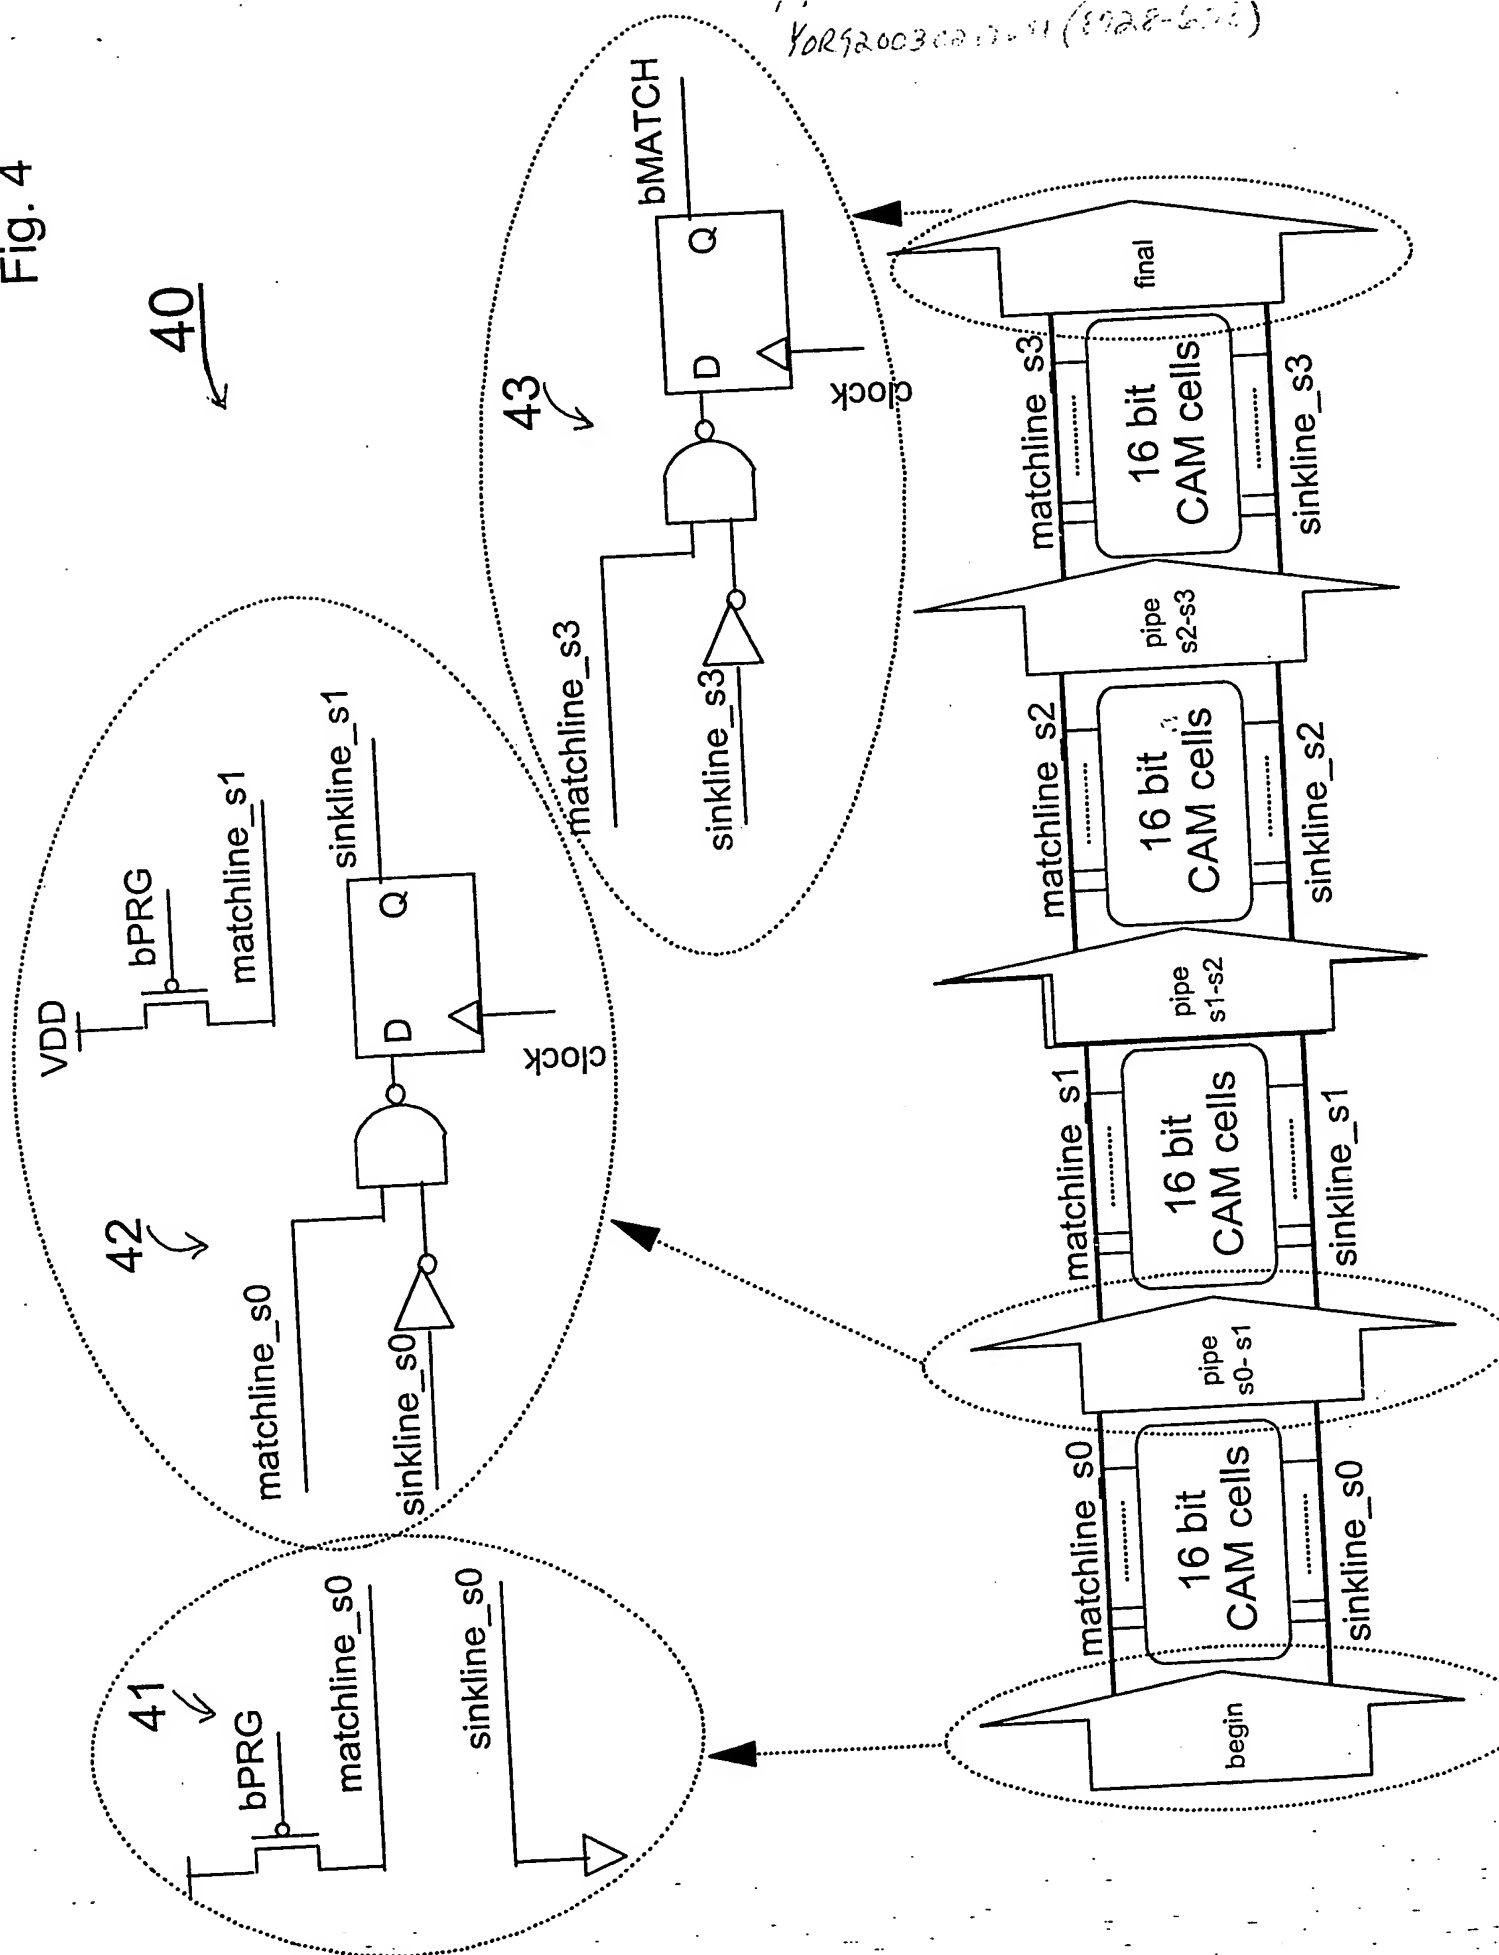 Fig. 4
40
41
bPRG
matchline_s0
sinkline_s0
42
VDD
bPRG
matchline_s1
matchline_s0
sinkline_s0
D
Q
clock
sinkline_s1
43
matchline_s3
sinkline_s3
D
Q
clock
bMATCH
begin
matchline_s0
16 bit
CAM cells
sinkline_s0
pipe
s0- s1
matchline_s1
16 bit
CAM cells
sinkline_s1
pipe
s1-s2
matchline_s2
16 bit
CAM cells
sinkline_s2
pipe
s2-s3
matchline_s3
16 bit
CAM cells
sinkline_s3
final